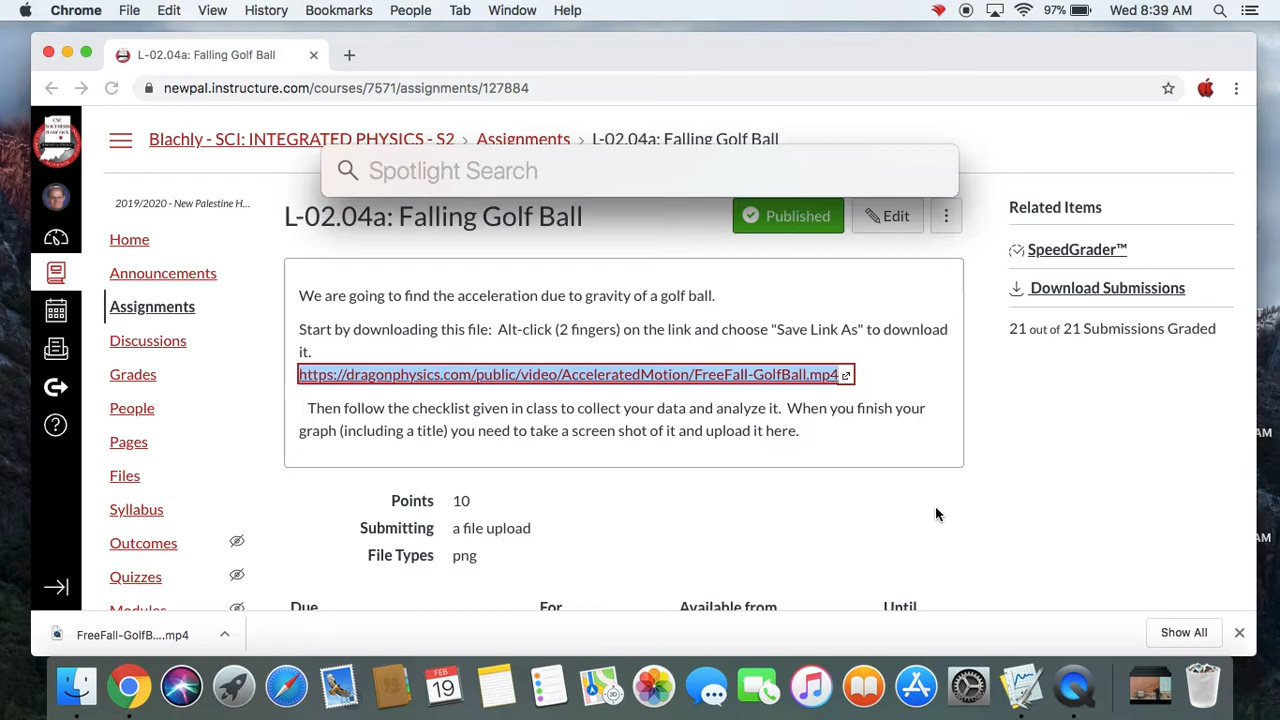 Chrome File Edit View History Bookmarks People Tab Window Help 97% Wed 8:39 AM
L-02.04a: Falling Golf Ball
newpal.instructure.com/courses/7571/assignments/127884
Blachly - SCI: INTEGRATED PHYSICS - S2 > Assignments > L-02.04a: Falling Golf Ball
Spotlight Search
2019/2020 - New Palestine H...
Home
Announcements
Assignments
Discussions
Grades
People
Pages
Files
Syllabus
Outcomes
Quizzes
Modules
L-02.04a: Falling Golf Ball
Published
Edit
We are going to find the acceleration due to gravity of a golf ball.
Start by downloading this file: Alt-click (2 fingers) on the link and choose "Save Link As" to download
it.
https://dragonphysics.com/public/video/AcceleratedMotion/FreeFall-GolfBall.mp4
Then follow the checklist given in class to collect your data and analyze it. When you finish your
graph (including a title) you need to take a screen shot of it and upload it here.
Points 10
Submitting a file upload
File Types png
Due For Available from Until
Related Items
SpeedGrader™
Download Submissions
21 out of 21 Submissions Graded
AM
AM
FreeFall-GolfB....mp4
Show All
FEB
19